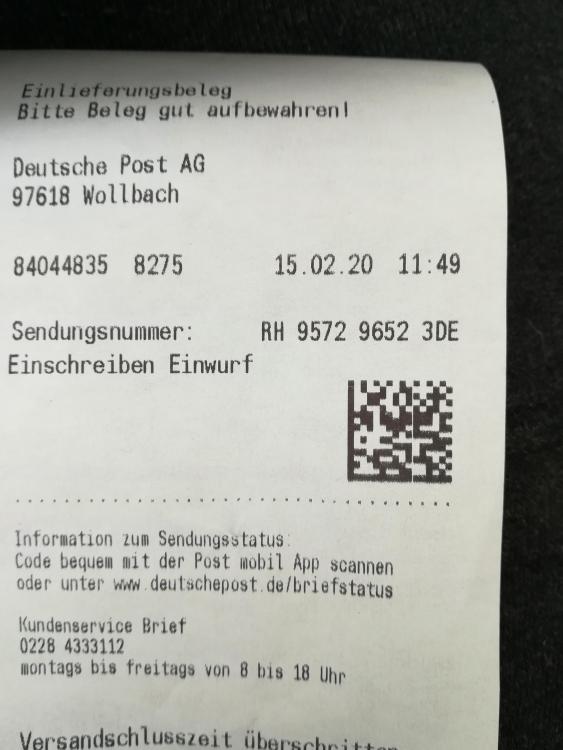 Einlieferungsbeleg
Bitte Beleg gut aufbewahren!
Deutsche Post AG
97618 Wollbach
84044835 8275 15.02.20 11:49
Sendungsnummer: RH 9572 9652 3DE
Einschreiben Einwurf
Information zum Sendungsstatus:
Code bequem mit der Post mobil App scannen
oder unter www.deutschepost.de/briefstatus
Kundenservice Brief
0228 4333112
montags bis freitags von 8 bis 18 Uhr
Versandschlusszeit überschritten